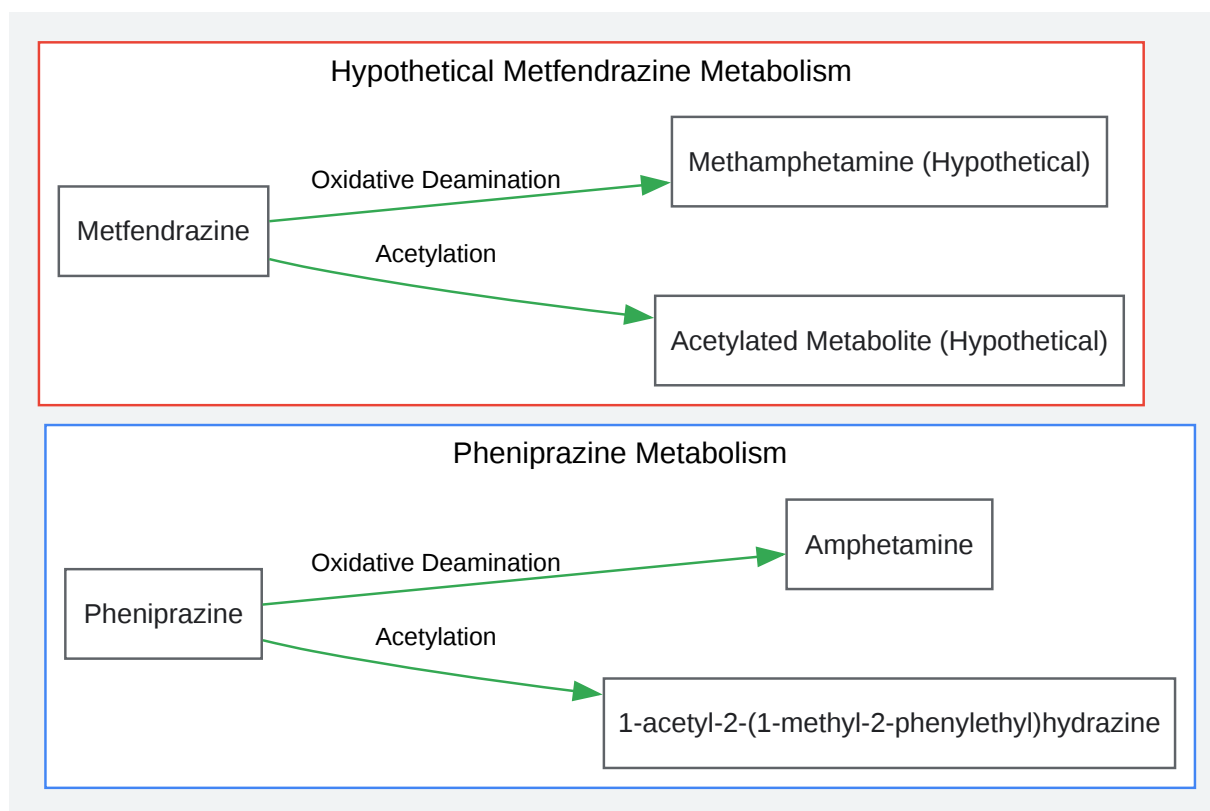 Hypothetical Metfendrazine Metabolism
Methamphetamine (Hypothetical)
Oxidative Deamination
Metfendrazine
Acetylation
Acetylated Metabolite (Hypothetical)
Pheniprazine Metabolism
Amphetamine
Oxidative Deamination
Pheniprazine
Acetylation
1-acetyl-2-(1-methyl-2-phenylethyl)hydrazine